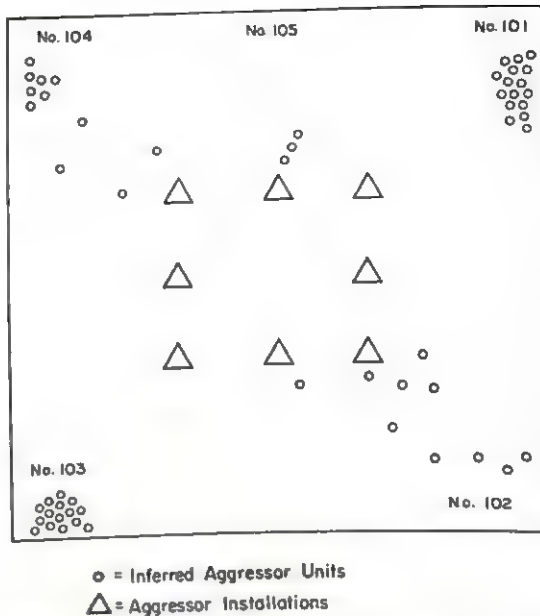 No. 104
No. 105
No. 101
No. 103
No. 102
o = Inferred Aggressor Units
△ = Aggressor Installations